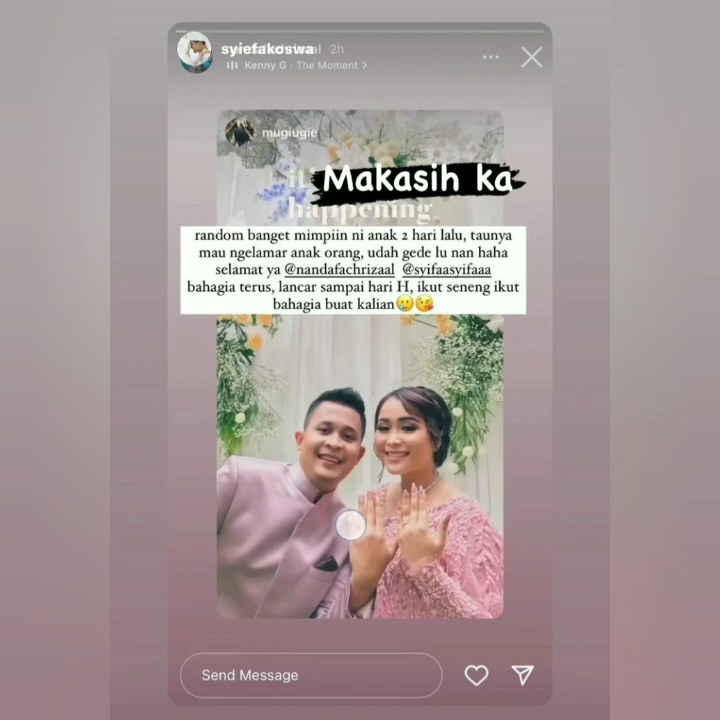 syiefakoswa 2h
Kenny G - The Moment >
mugiugie
Makasih ka
happening
random banget mimpiin ni anak 2 hari lalu, taunya
mau ngelamar anak orang, udah gede lu nan haha
selamat ya @nandafachrizaal @syifaasyifaaa
bahagia terus, lancar sampai hari H, ikut seneng ikut
bahagia buat kalian🥲😘
Send Message